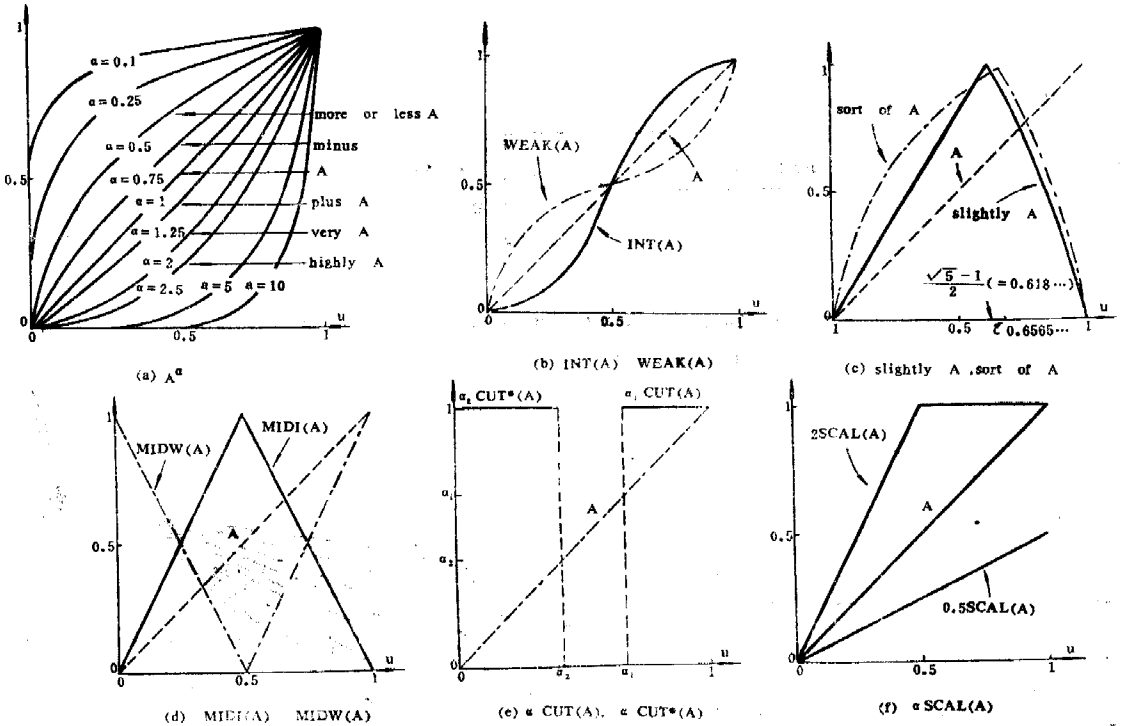 1
α=0.1
α=0.25
more or less A
α=0.5
minus
0.5
α=0.75
A
α=1
plus A
α=1.25
very A
α=2
highly A
α=2.5
α=5
α=10
u
0
0
0.5
1
(a) A^α
1
WEAK(A)
A
0.5
INT(A)
0
0
0.5
1
u
(b) INT(A) WEAK(A)
1
sort of A
A
0.5
slightly A
√5-1
2
(=0.618…)
0
1
0.5
0.6565…
1
u
(c) slightly A ,sort of A
1
MIDW(A)
MIDI(A)
A
0.5
0
0
0.5
1
u
(d) MIDI(A) MIDW(A)
1
α₂ CUT*(A)
α₁ CUT(A)
α₁
A
α₂
0
0
α₂
α₁
1
u
(e) α CUT(A), α CUT*(A)
1
2SCAL(A)
A
0.5
0.5SCAL(A)
0
0
0.5
1
u
(f) α SCAL(A)